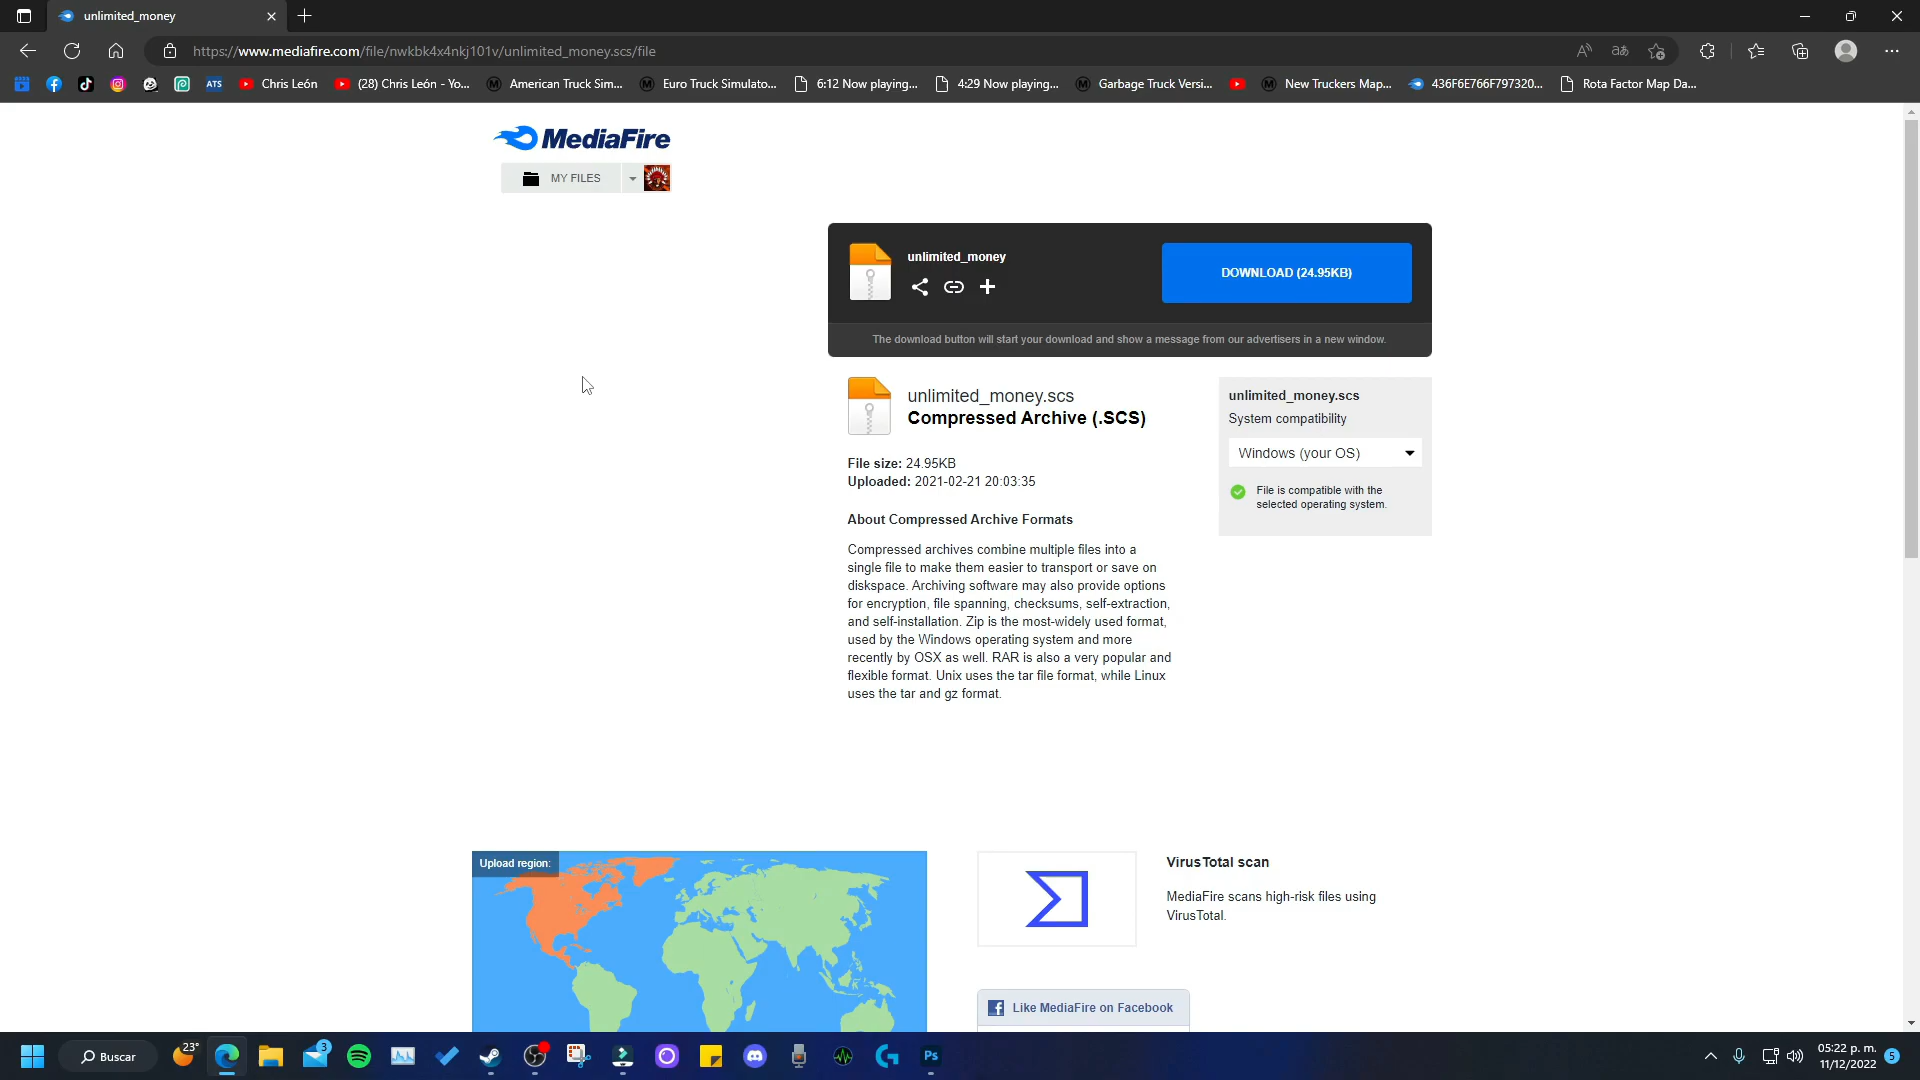 unlimited_money
https://www.mediafire.com/file/nwkbk4x4nkj101v/unlimited_money.scs/file
ATS
Chris León
(28) Chris León - Yo...
American Truck Sim...
Euro Truck Simulato...
6:12 Now playing...
4:29 Now playing...
Garbage Truck Versi...
New Truckers Map...
436F6E766F797320...
Rota Factor Map Da...
MediaFire
MY FILES
unlimited_money
DOWNLOAD (24.95KB)
The download button will start your download and show a message from our advertisers in a new window.
unlimited_money.scs
Compressed Archive (.SCS)
File size: 24.95KB
Uploaded: 2021-02-21 20:03:35
About Compressed Archive Formats
Compressed archives combine multiple files into a
single file to make them easier to transport or save on
diskspace. Archiving software may also provide options
for encryption, file spanning, checksums, self-extraction,
and self-installation. Zip is the most-widely used format,
used by the Windows operating system and more
recently by OSX as well. RAR is also a very popular and
flexible format. Unix uses the tar file format, while Linux
uses the tar and gz format.
unlimited_money.scs
System compatibility
Windows (your OS)
File is compatible with the
selected operating system.
Upload region:
VirusTotal scan
MediaFire scans high-risk files using
VirusTotal.
Like MediaFire on Facebook
Buscar
23°
3
Ps
05:22 p. m.
11/12/2022
5